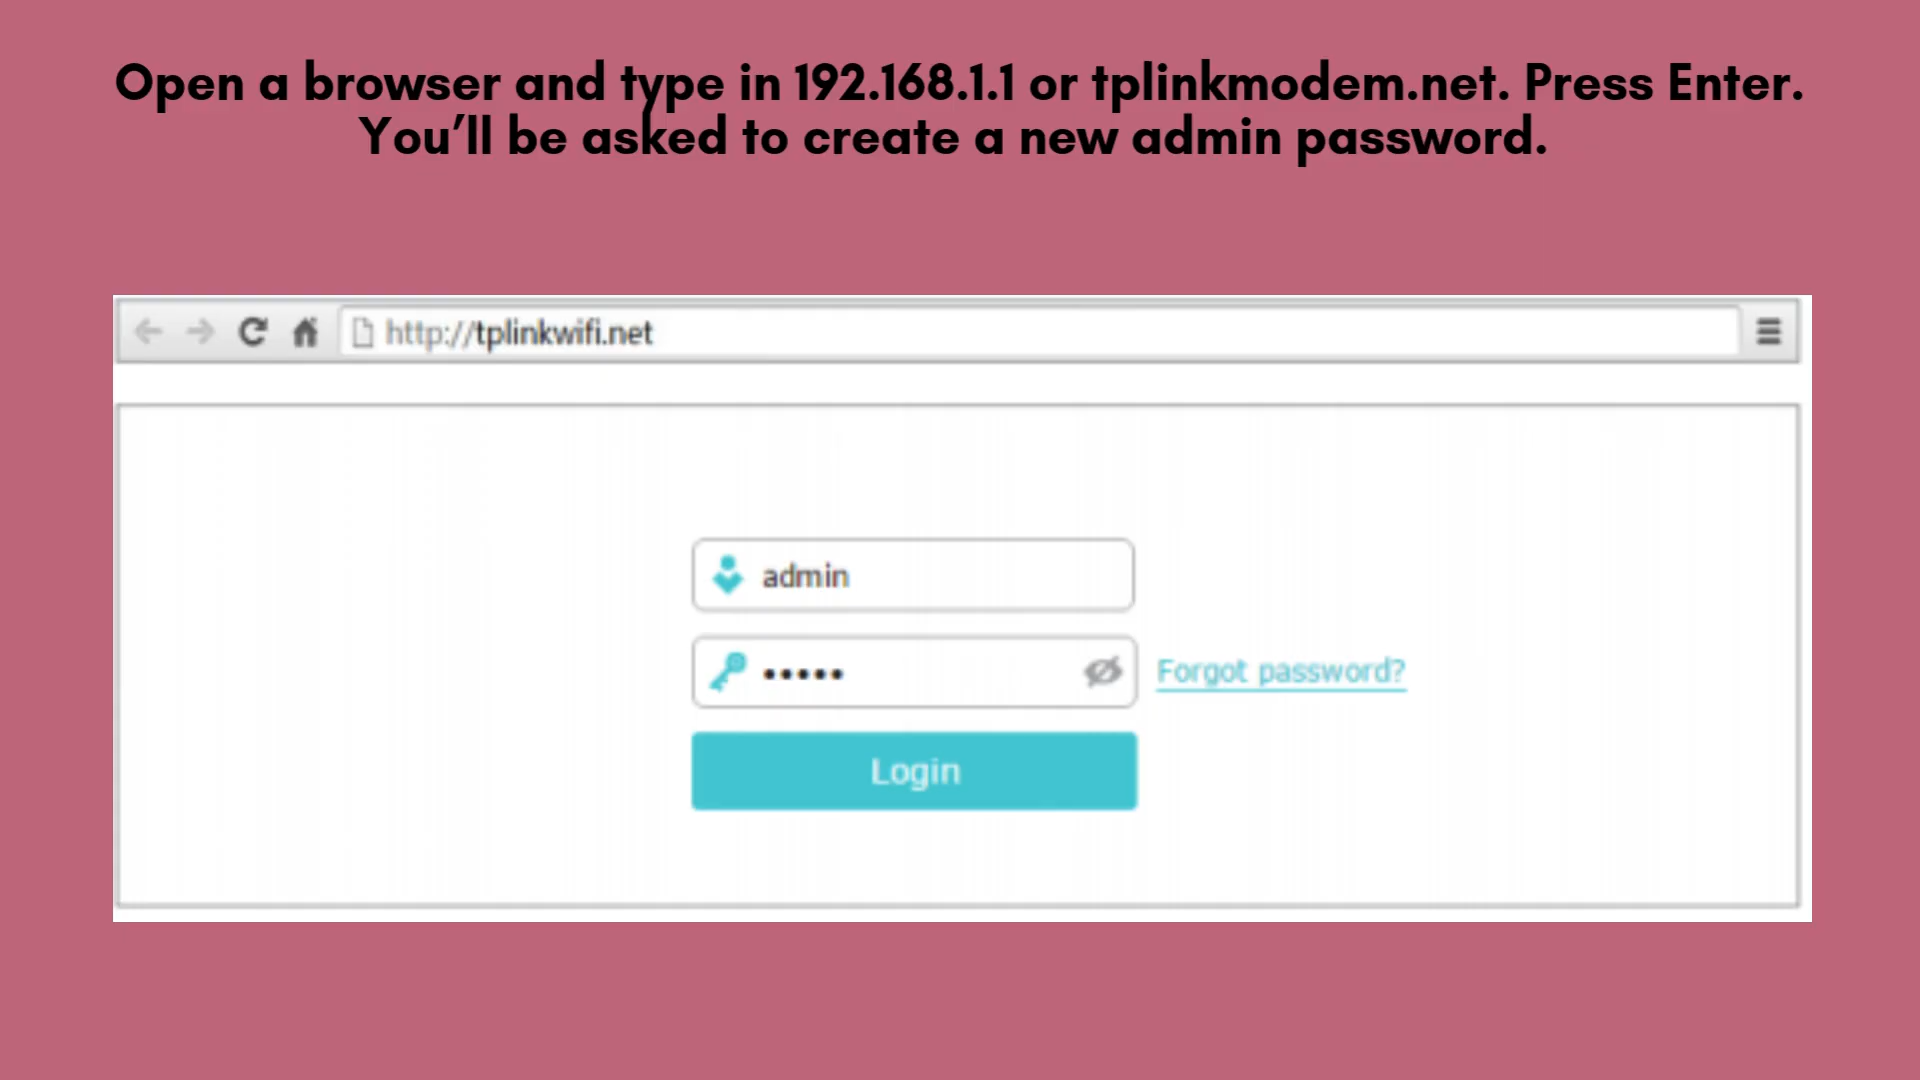 Open a browser and type in 192.168.1.1 or tplinkmodem.net. Press Enter.
You’ll be asked to create a new admin password.
http://tplinkwifi.net
admin
•••••
Forgot password?
Login